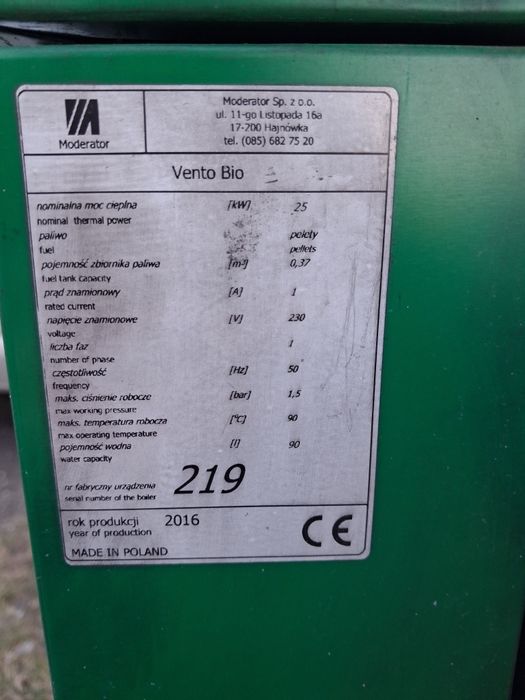 Moderator
Moderator Sp. z o.o.
ul. 11-go Listopada 16a
17-200 Hajnówka
tel. (085) 682 75 20
Vento Bio
nominalna moc cieplna [kW] 25
nominal thermal power
paliwo pelety
fuel pellets
pojemność zbiornika paliwa [m³] 0,37
fuel tank capacity
prąd znamionowy [A] 1
rated current
napięcie znamionowe [V] 230
voltage
liczba faz 1
number of phase
częstotliwość [Hz] 50
frequency
maks. ciśnienie robocze [bar] 1,5
max working pressure
maks. temperatura robocza [°C] 90
max operating temperature
pojemność wodna [l] 90
water capacity
nr fabryczny urządzenia 219
serial number of the boiler
rok produkcji 2016
year of production
MADE IN POLAND
CE